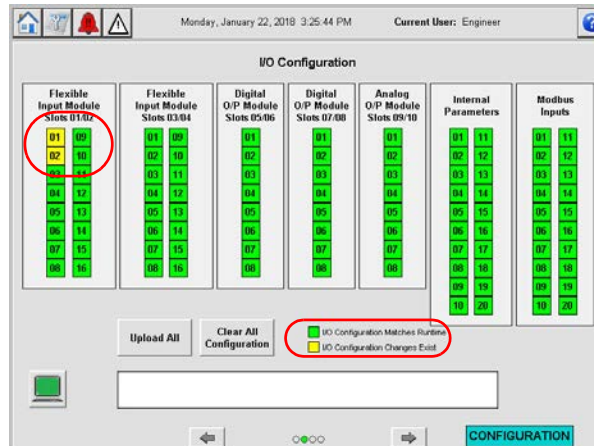 Monday, January 22, 2018 3:25:44 PM Current User: Engineer ?
I/O Configuration
Flexible
Input Module
Slots 01/02
01 09
02 10
03 11
04 12
05 13
06 14
07 15
08 16
Flexible
Input Module
Slots 03/04
01 09
02 10
03 11
04 12
05 13
06 14
07 15
08 16
Digital
O/P Module
Slots 05/06
01
02
03
04
05
06
07
08
Digital
O/P Module
Slots 07/08
01
02
03
04
05
06
07
08
Analog
O/P Module
Slots 09/10
01
02
03
04
05
06
07
08
Internal
Parameters
01 11
02 12
03 13
04 14
05 15
06 16
07 17
08 18
09 19
10 20
Modbus
Inputs
01 11
02 12
03 13
04 14
05 15
06 16
07 17
08 18
09 19
10 20
Upload All
Clear All
Configuration
I/O Configuration Matches Runtime
I/O Configuration Changes Exist
CONFIGURATION